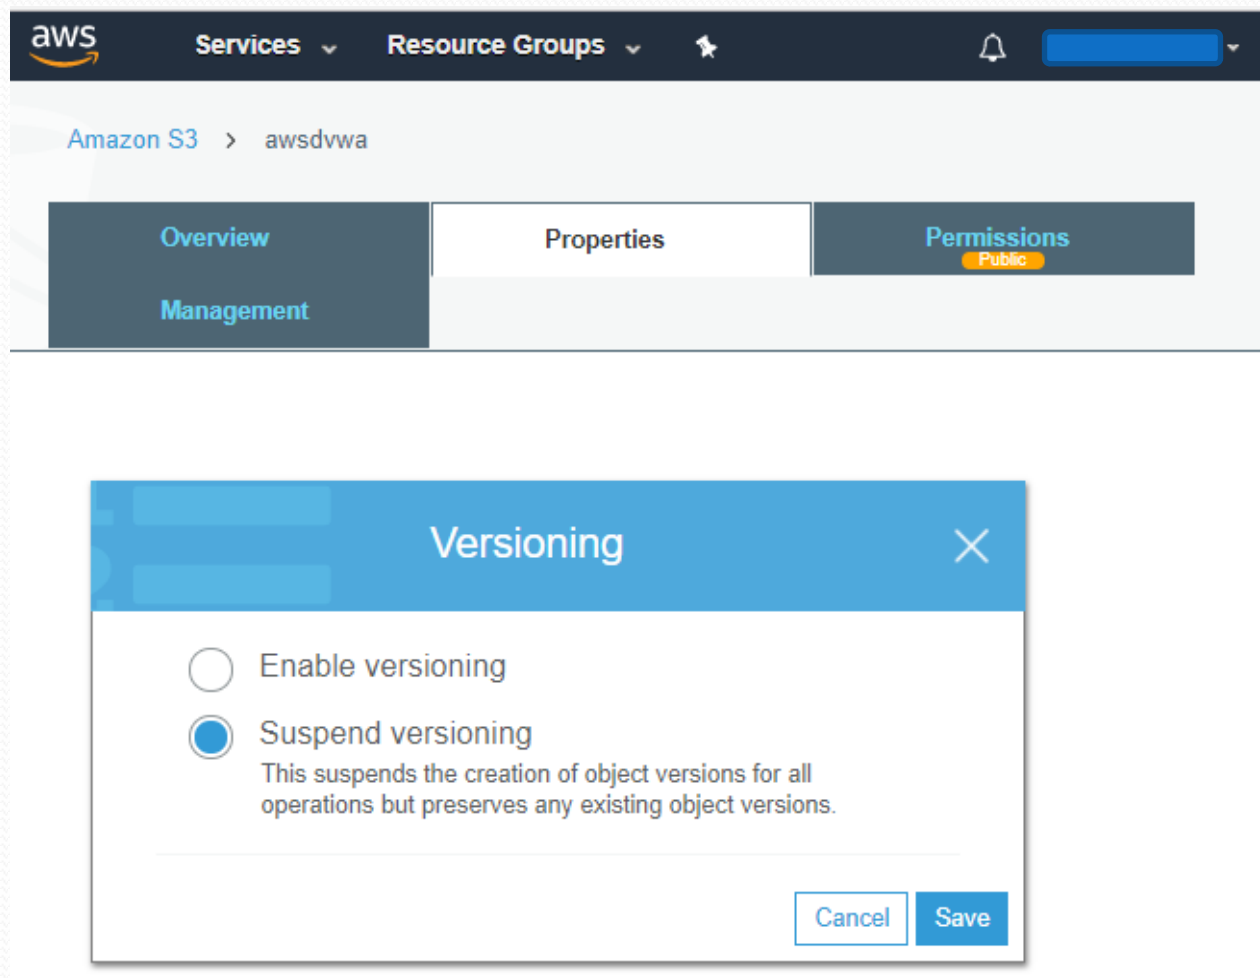 aws Services Resource Groups
Amazon S3 > awsdvwa
Overview Properties Permissions
Public
Management
Versioning
Enable versioning
Suspend versioning
This suspends the creation of object versions for all
operations but preserves any existing object versions.
Cancel Save